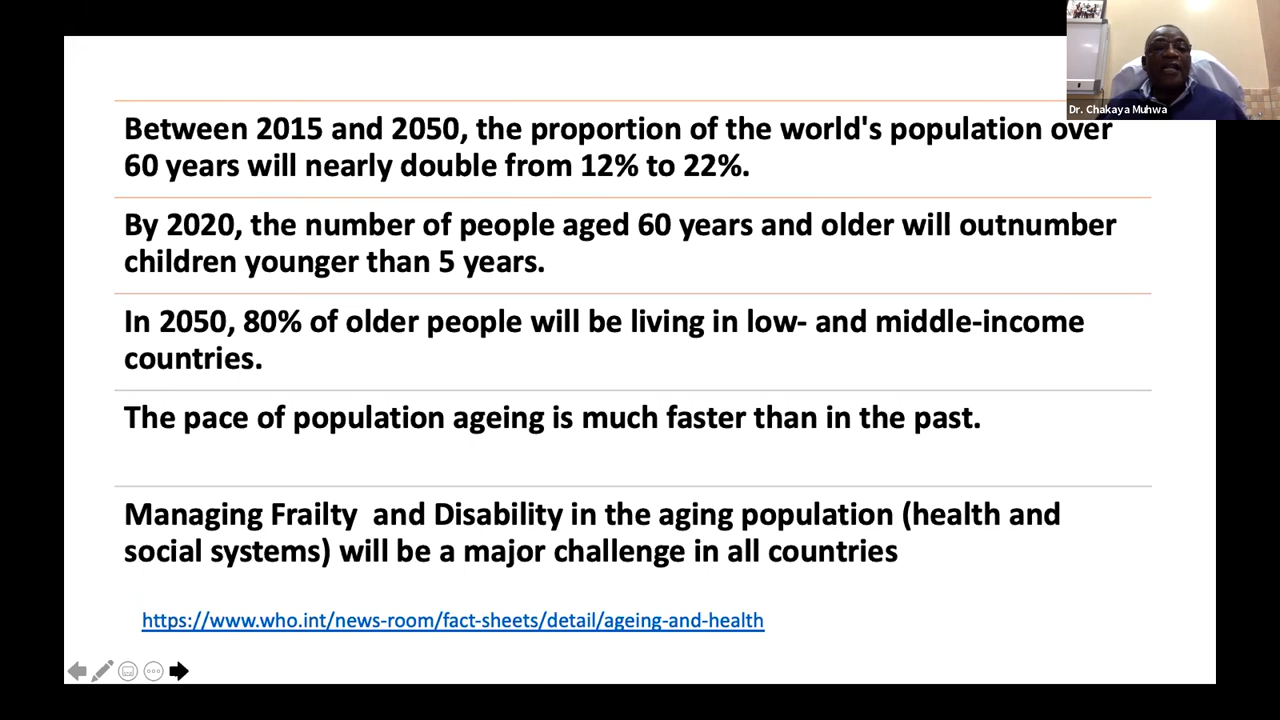 Dr. Chakaya Muhwa
Between 2015 and 2050, the proportion of the world's population over
60 years will nearly double from 12% to 22%.
By 2020, the number of people aged 60 years and older will outnumber
children younger than 5 years.
In 2050, 80% of older people will be living in low- and middle-income
countries.
The pace of population ageing is much faster than in the past.
Managing Frailty  and Disability in the aging population (health and
social systems) will be a major challenge in all countries
https://www.who.int/news-room/fact-sheets/detail/ageing-and-health